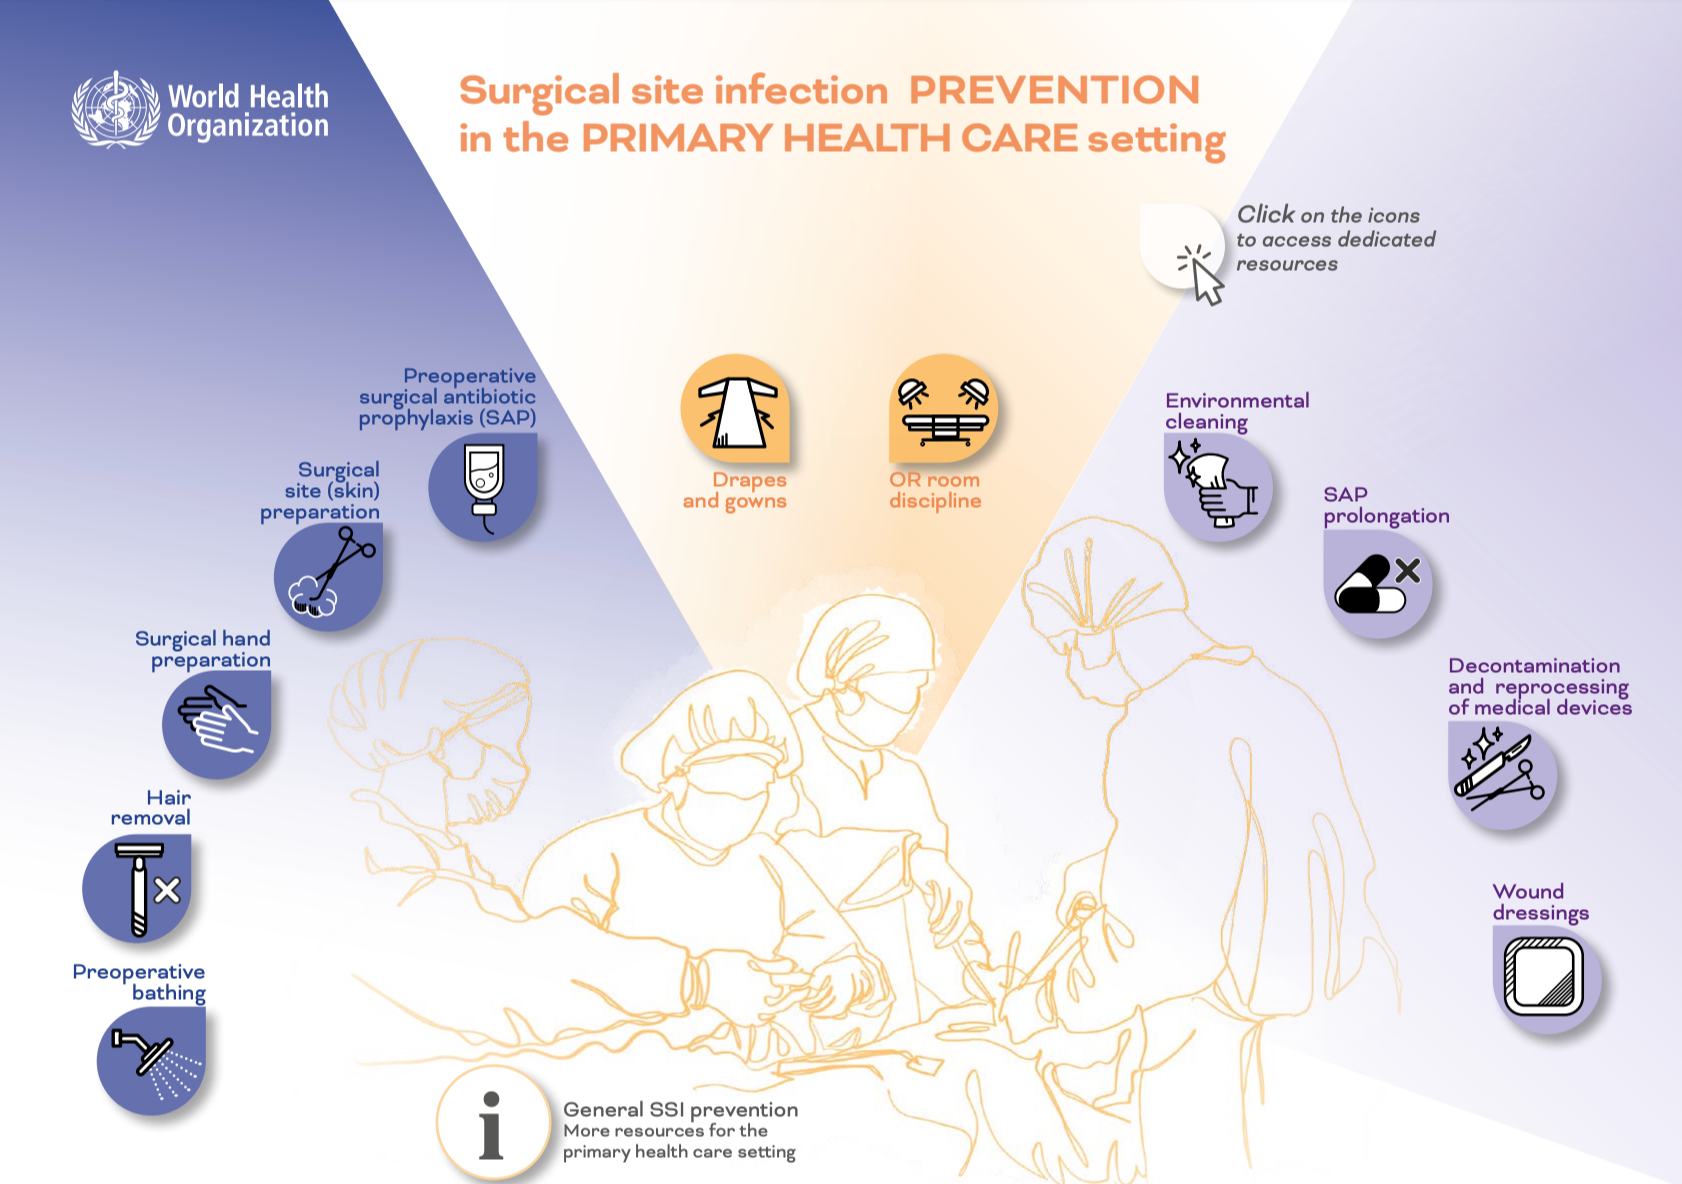 World Health
Organization
Surgical site infection PREVENTION
in the PRIMARY HEALTH CARE setting
Click on the icons
to access dedicated
resources
Preoperative
surgical antibiotic
prophylaxis (SAP)
Surgical
site (skin)
preparation
Surgical hand
preparation
Hair
removal
Preoperative
bathing
Drapes
and gowns
OR room
discipline
Environmental
cleaning
SAP
prolongation
Decontamination
and reprocessing
of medical devices
Wound
dressings
i
General SSI prevention
More resources for the
primary health care setting